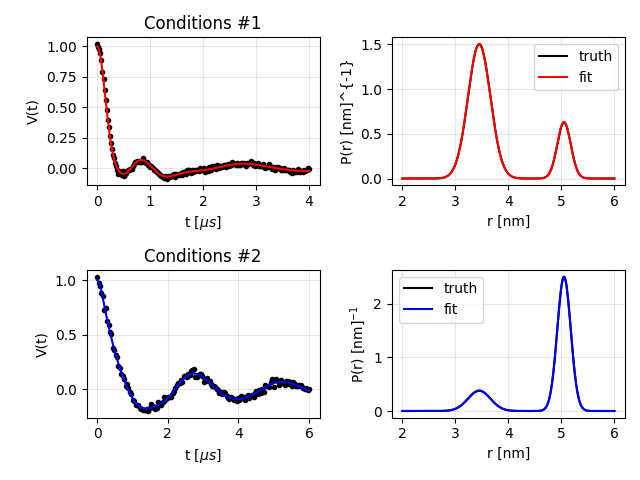 Conditions #1
1.00
0.75
0.50
0.25
0.00
V(t)
0 1 2 3 4
t [μs]
1.5
1.0
0.5
0.0
P(r) [nm]^{-1}
truth
fit
2 3 4 5 6
r [nm]
Conditions #2
1.0
0.5
0.0
V(t)
0 2 4 6
t [μs]
2
1
0
P(r) [nm]⁻¹
truth
fit
2 3 4 5 6
r [nm]